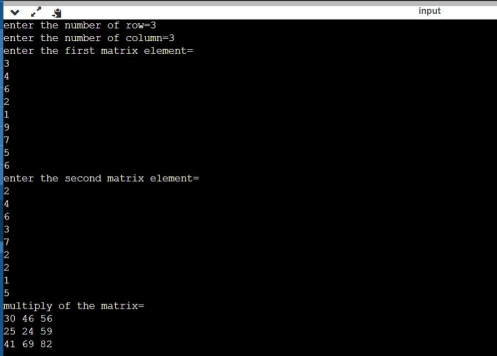 input
enter the number of row=3
enter the number of column=3
enter the first matrix element=
3
4
6
2
1
9
7
5
6
enter the second matrix element=
2
4
6
3
7
2
2
1
5
multiply of the matrix=
30 46 56
25 24 59
41 69 82